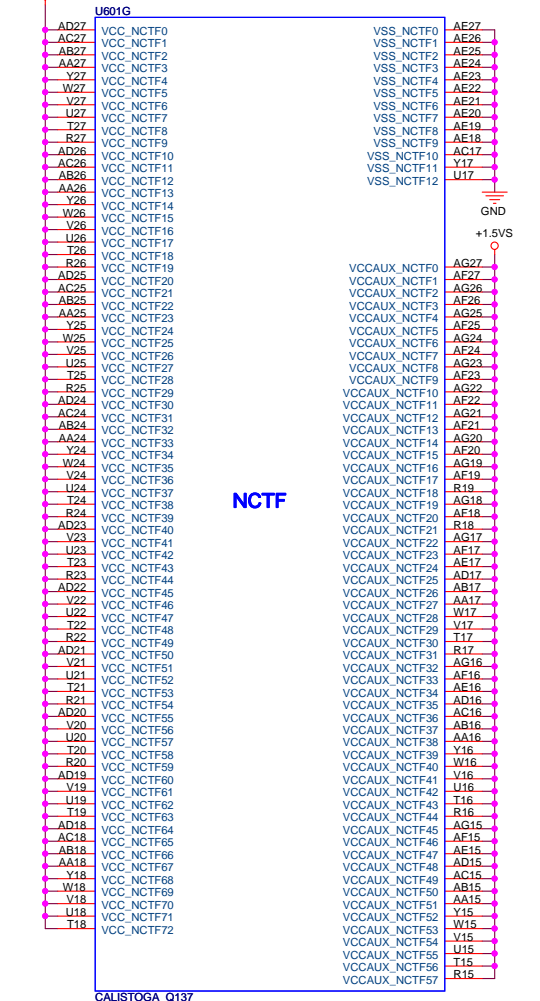 U601G
AD27 VCC_NCTF0
AC27 VCC_NCTF1
AB27 VCC_NCTF2
AA27 VCC_NCTF3
Y27 VCC_NCTF4
W27 VCC_NCTF5
V27 VCC_NCTF6
U27 VCC_NCTF7
T27 VCC_NCTF8
R27 VCC_NCTF9
AD26 VCC_NCTF10
AC26 VCC_NCTF11
AB26 VCC_NCTF12
AA26 VCC_NCTF13
Y26 VCC_NCTF14
W26 VCC_NCTF15
V26 VCC_NCTF16
U26 VCC_NCTF17
T26 VCC_NCTF18
R26 VCC_NCTF19
AD25 VCC_NCTF20
AC25 VCC_NCTF21
AB25 VCC_NCTF22
AA25 VCC_NCTF23
Y25 VCC_NCTF24
W25 VCC_NCTF25
V25 VCC_NCTF26
U25 VCC_NCTF27
T25 VCC_NCTF28
R25 VCC_NCTF29
AD24 VCC_NCTF30
AC24 VCC_NCTF31
AB24 VCC_NCTF32
AA24 VCC_NCTF33
Y24 VCC_NCTF34
W24 VCC_NCTF35
V24 VCC_NCTF36
U24 VCC_NCTF37
T24 VCC_NCTF38
R24 VCC_NCTF39
AD23 VCC_NCTF40
V23 VCC_NCTF41
U23 VCC_NCTF42
T23 VCC_NCTF43
R23 VCC_NCTF44
AD22 VCC_NCTF45
V22 VCC_NCTF46
U22 VCC_NCTF47
T22 VCC_NCTF48
R22 VCC_NCTF49
AD21 VCC_NCTF50
V21 VCC_NCTF51
U21 VCC_NCTF52
T21 VCC_NCTF53
R21 VCC_NCTF54
AD20 VCC_NCTF55
V20 VCC_NCTF56
U20 VCC_NCTF57
T20 VCC_NCTF58
R20 VCC_NCTF59
AD19 VCC_NCTF60
V19 VCC_NCTF61
U19 VCC_NCTF62
T19 VCC_NCTF63
AD18 VCC_NCTF64
AC18 VCC_NCTF65
AB18 VCC_NCTF66
AA18 VCC_NCTF67
Y18 VCC_NCTF68
W18 VCC_NCTF69
V18 VCC_NCTF70
U18 VCC_NCTF71
T18 VCC_NCTF72
NCTF
VSS_NCTF0 AE27
VSS_NCTF1 AE26
VSS_NCTF2 AE25
VSS_NCTF3 AE24
VSS_NCTF4 AE23
VSS_NCTF5 AE22
VSS_NCTF6 AE21
VSS_NCTF7 AE20
VSS_NCTF8 AE19
VSS_NCTF9 AE18
VSS_NCTF10 AC17
VSS_NCTF11 Y17
VSS_NCTF12 U17
GND
+1.5VS
VCCAUX_NCTF0 AG27
VCCAUX_NCTF1 AF27
VCCAUX_NCTF2 AG26
VCCAUX_NCTF3 AF26
VCCAUX_NCTF4 AG25
VCCAUX_NCTF5 AF25
VCCAUX_NCTF6 AG24
VCCAUX_NCTF7 AF24
VCCAUX_NCTF8 AG23
VCCAUX_NCTF9 AF23
VCCAUX_NCTF10 AG22
VCCAUX_NCTF11 AF22
VCCAUX_NCTF12 AG21
VCCAUX_NCTF13 AF21
VCCAUX_NCTF14 AG20
VCCAUX_NCTF15 AF20
VCCAUX_NCTF16 AG19
VCCAUX_NCTF17 AF19
VCCAUX_NCTF18 R19
VCCAUX_NCTF19 AG18
VCCAUX_NCTF20 AF18
VCCAUX_NCTF21 R18
VCCAUX_NCTF22 AG17
VCCAUX_NCTF23 AF17
VCCAUX_NCTF24 AE17
VCCAUX_NCTF25 AD17
VCCAUX_NCTF26 AB17
VCCAUX_NCTF27 AA17
VCCAUX_NCTF28 W17
VCCAUX_NCTF29 V17
VCCAUX_NCTF30 T17
VCCAUX_NCTF31 R17
VCCAUX_NCTF32 AG16
VCCAUX_NCTF33 AF16
VCCAUX_NCTF34 AE16
VCCAUX_NCTF35 AD16
VCCAUX_NCTF36 AC16
VCCAUX_NCTF37 AB16
VCCAUX_NCTF38 AA16
VCCAUX_NCTF39 Y16
VCCAUX_NCTF40 W16
VCCAUX_NCTF41 V16
VCCAUX_NCTF42 U16
VCCAUX_NCTF43 T16
VCCAUX_NCTF44 R16
VCCAUX_NCTF45 AG15
VCCAUX_NCTF46 AF15
VCCAUX_NCTF47 AE15
VCCAUX_NCTF48 AD15
VCCAUX_NCTF49 AC15
VCCAUX_NCTF50 AB15
VCCAUX_NCTF51 AA15
VCCAUX_NCTF52 Y15
VCCAUX_NCTF53 W15
VCCAUX_NCTF54 V15
VCCAUX_NCTF55 U15
VCCAUX_NCTF56 T15
VCCAUX_NCTF57 R15
CALISTOGA_Q137